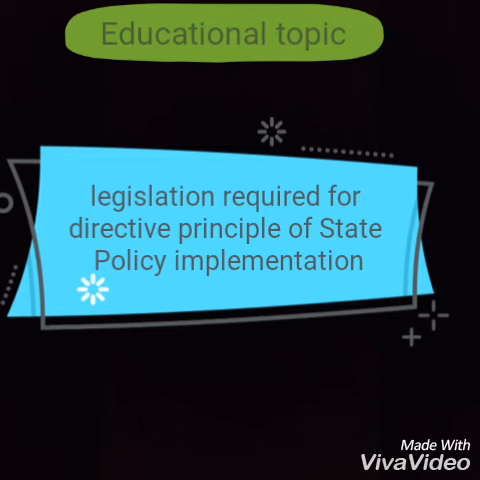 Educational topic
legislation required for
directive principle of State
Policy implementation
Made With
VivaVideo